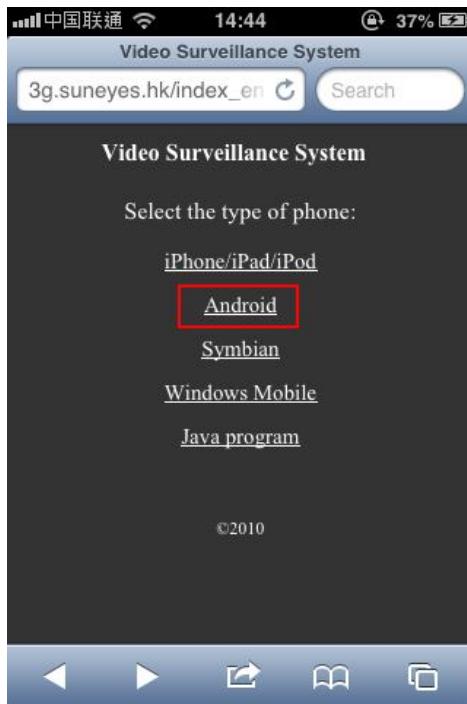 中国联通 14:44 37%
Video Surveillance System
3g.suneyes.hk/index_en Search
Video Surveillance System
Select the type of phone:
iPhone/iPad/iPod
Android
Symbian
Windows Mobile
Java program
©2010